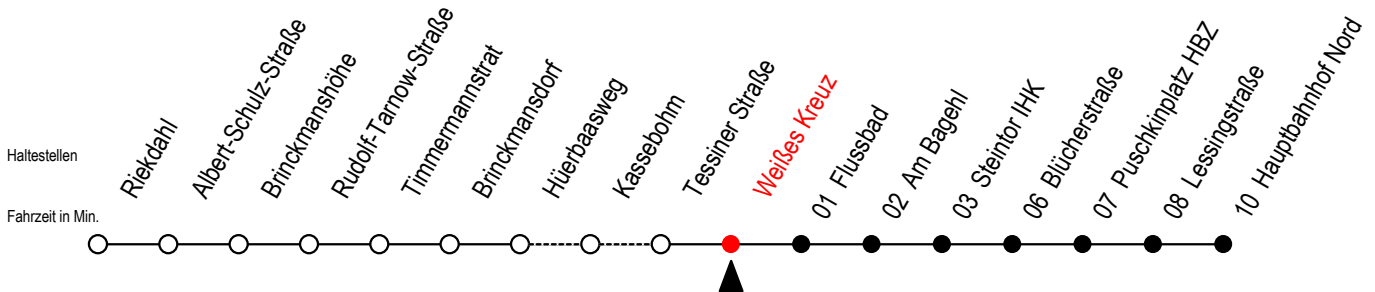 Haltestellen
Fahrzeit in Min.
Riekdahl
Albert-Schulz-Straße
Brinckmanshöhe
Rudolf-Tarnow-Straße
Timmermannstrat
Brinckmansdorf
Hüerbaasweg
Kassebohm
Tessiner Straße
Weißes Kreuz
01 Flussbad
02 Am Bagehl
03 Steintor IHK
06 Blücherstraße
07 Puschkinplatz HBZ
08 Lessingstraße
10 Hauptbahnhof Nord